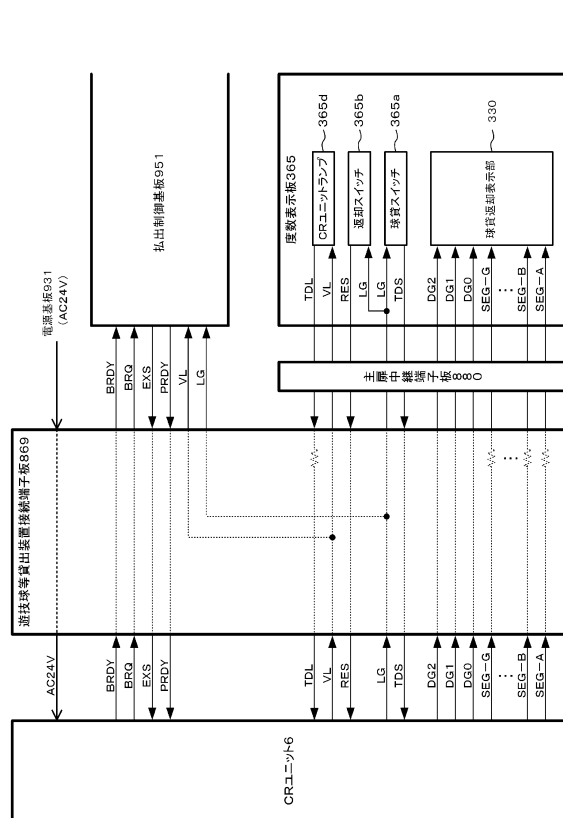 電源基板931
(AC24V)
払出制御基板951
度数表示板365
CRユニットランプ
365d
返却スイッチ
365b
球貸スイッチ
365a
球貸返却表示部
330
BRDY
BRQ
EXS
PRDY
VL
LG
TDL
VL
RES
LG
LG
TDS
DG2
DG1
DG0
SEG-G
…
SEG-B
SEG-A
主扉中継端子板880
遊技球等貸出装置接続端子板869
…
AC24V
BRDY
BRQ
EXS
PRDY
TDL
VL
RES
LG
TDS
DG2
DG1
DG0
SEG-G
…
SEG-B
SEG-A
CRユニット6